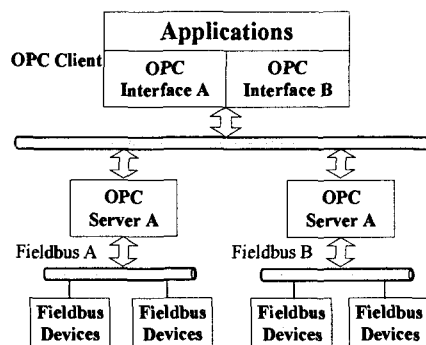 Applications
OPC Client
OPC
Interface A
OPC
Interface B
OPC
Server A
OPC
Server A
Fieldbus A
Fieldbus B
Fieldbus
Devices
Fieldbus
Devices
Fieldbus
Devices
Fieldbus
Devices